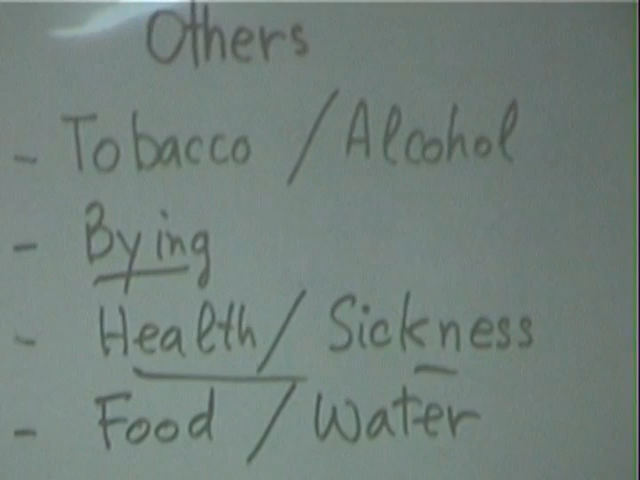 Others
- Tobacco / Alcohol
- Bying
- Health / Sickness
- Food / Water